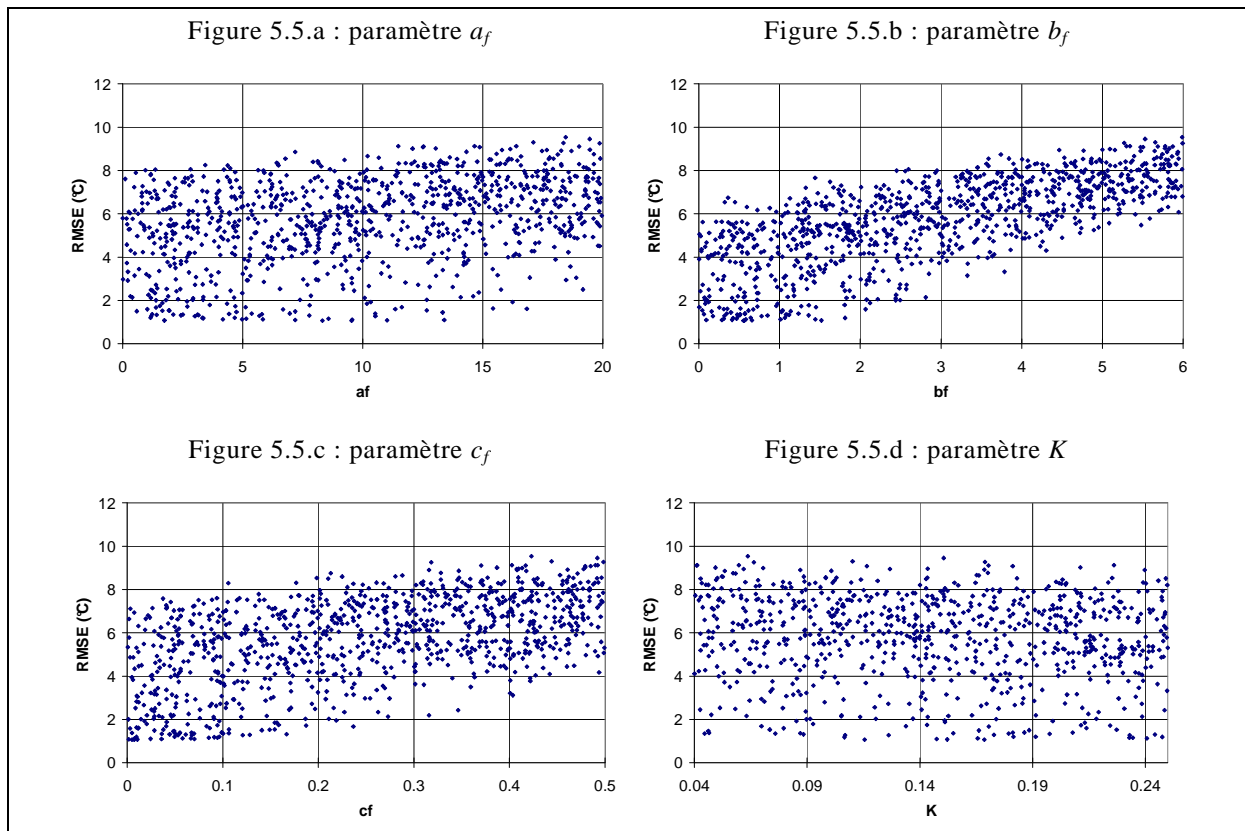 Figure 5.5.a : paramètre af
12
10
8
6
4
2
0
RMSE (°C)
0 5 10 15 20
af
Figure 5.5.b : paramètre bf
12
10
8
6
4
2
0
RMSE (°C)
0 1 2 3 4 5 6
bf
Figure 5.5.c : paramètre cf
12
10
8
6
4
2
0
RMSE (°C)
0 0.1 0.2 0.3 0.4 0.5
cf
Figure 5.5.d : paramètre K
12
10
8
6
4
2
0
RMSE (°C)
0.04 0.09 0.14 0.19 0.24
K